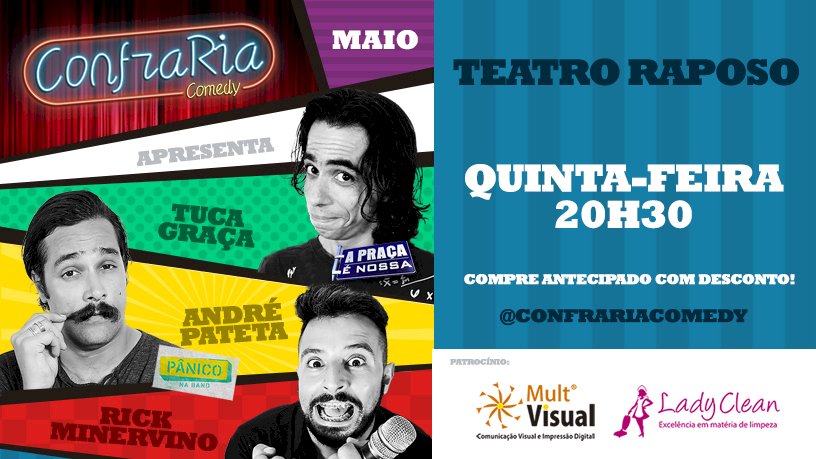 ConfraRia
Comedy
MAIO
APRESENTA
TUCA
GRAÇA
A PRAÇA
É NOSSA
ANDRÉ
PATETA
PÂNICO
NA BAND
RICK
MINERVINO
TEATRO RAPOSO
QUINTA-FEIRA
20H30
COMPRE ANTECIPADO COM DESCONTO!
@CONFRARIACOMEDY
PATROCÍNIO:
Mult®
Visual
Comunicação Visual e Impressão Digital
Lady Clean
Excelência em matéria de limpeza